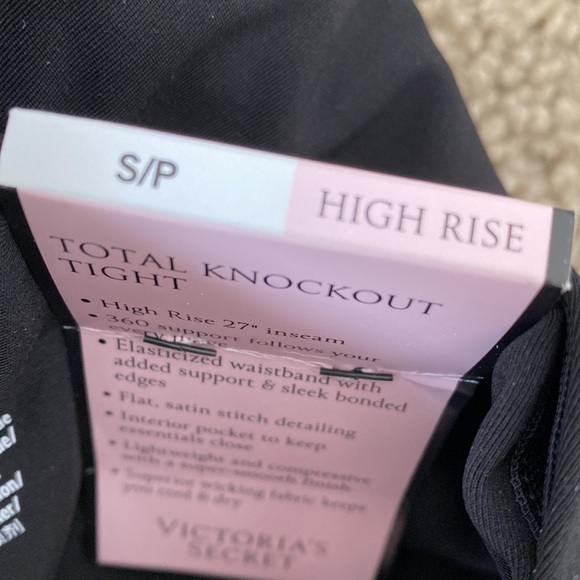 S/P
HIGH RISE
TOTAL KNOCKOUT
TIGHT
• High Rise 27" inseam
• 360 support follows your
every
• Elasticized waistband with
added support & sleek bonded
edges
• Flat, satin stitch detailing
• Interior pocket to keep
essentials close
• Lightweight and compressive
with a super-smooth finish
• Superior wicking fabric keeps
you cool & dry
VICTORIA'S
SECRET